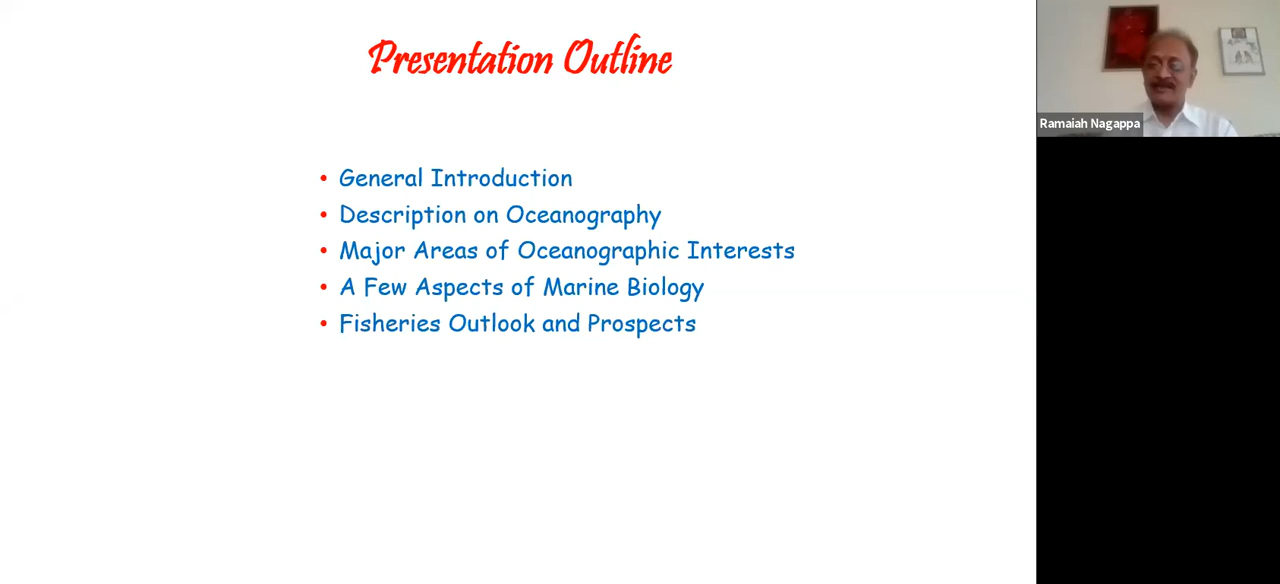 Presentation Outline
• General Introduction
• Description on Oceanography
• Major Areas of Oceanographic Interests
• A Few Aspects of Marine Biology
• Fisheries Outlook and Prospects
Ramaiah Nagappa